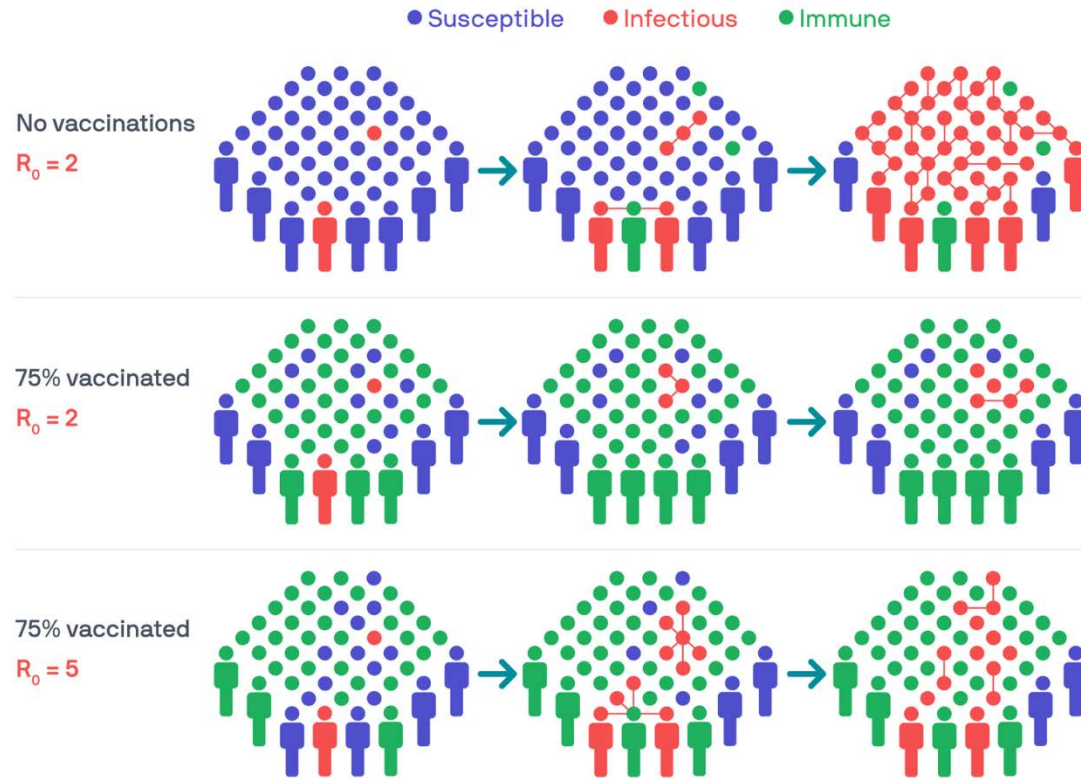 Susceptible Infectious Immune
No vaccinations
R₀ = 2
75% vaccinated
R₀ = 2
75% vaccinated
R₀ = 5